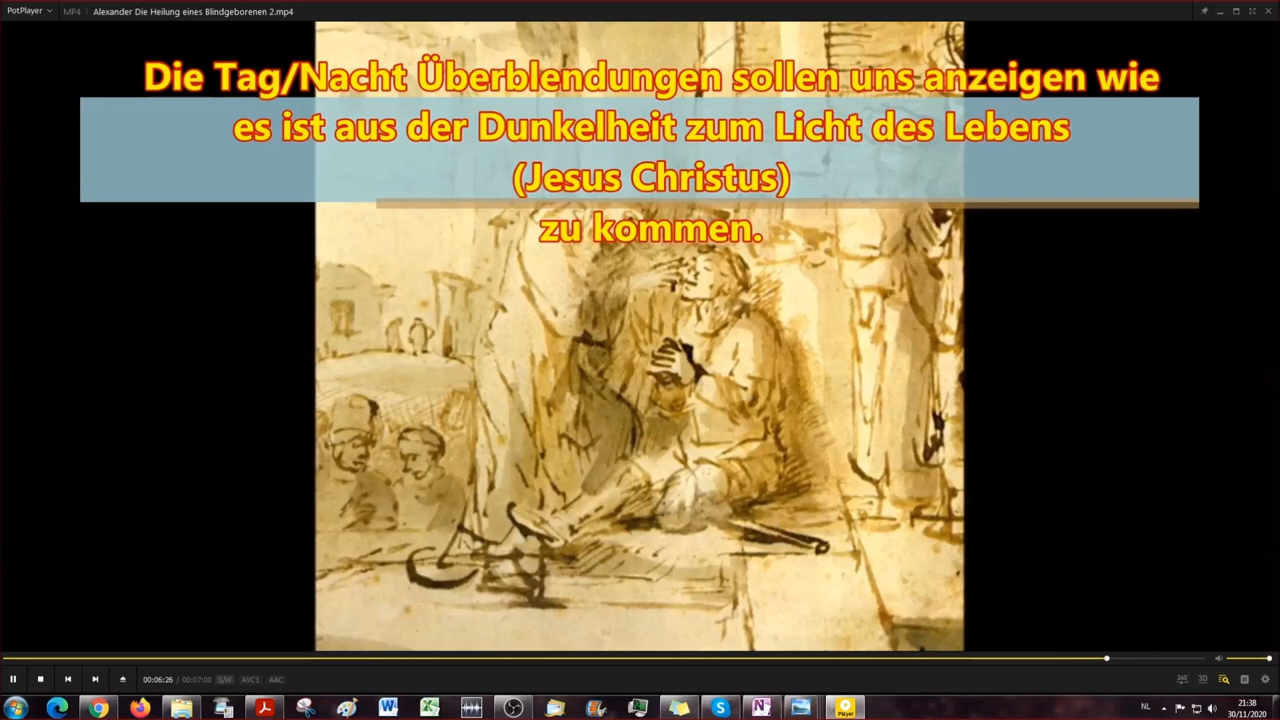 PotPlayer
MP4
Alexander Die Heilung eines Blindgeborenen 2.mp4
Die Tag/Nacht Überblendungen sollen uns anzeigen wie
es ist aus der Dunkelheit zum Licht des Lebens
(Jesus Christus)
zu kommen.
00:06:26 / 00:07:00 S/W AVC1 AAC
360° 3D
NL
21:38
30/11/2020